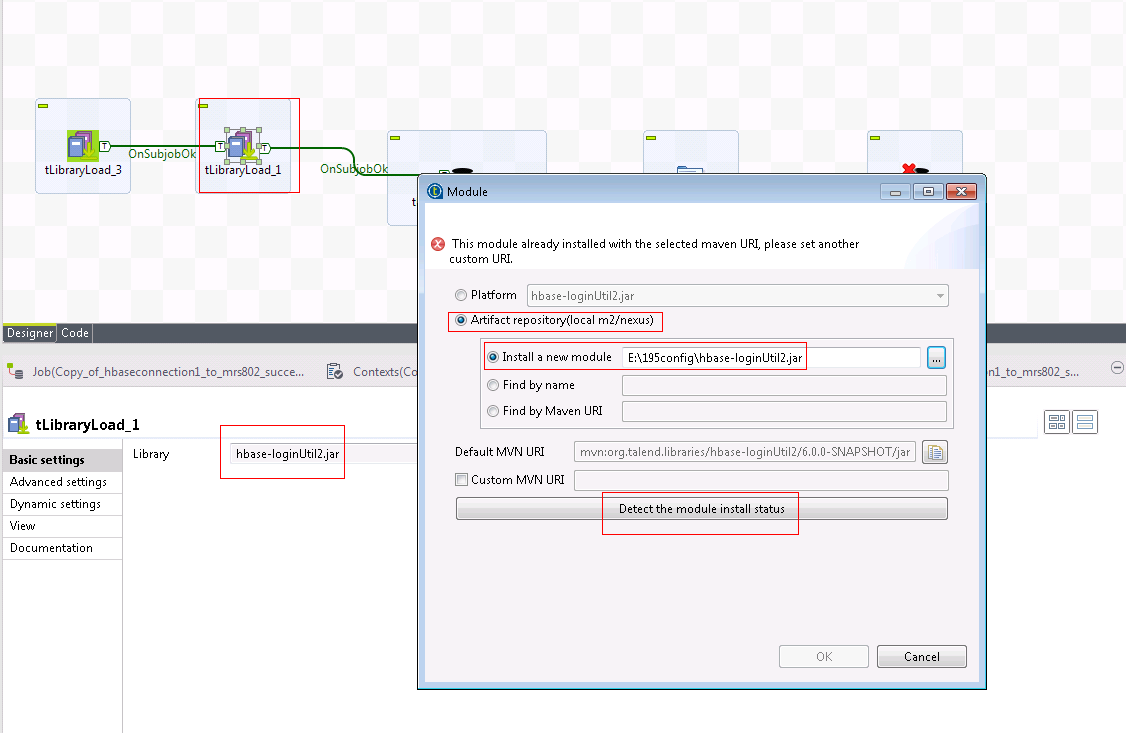 T
T
T
OnSubjobOk
tLibraryLoad_3
tLibraryLoad_1
OnSubjobOk
t
Module
This module already installed with the selected maven URI, please set another
custom URI.
Platform
hbase-loginUtil2.jar
Artifact repository(local m2/nexus)
Install a new module
E:\195config\hbase-loginUtil2.jar
...
Find by name
Find by Maven URI
Default MVN URI
mvn:org.talend.libraries/hbase-loginUtil2/6.0.0-SNAPSHOT/jar
Custom MVN URI
Detect the module install status
OK
Cancel
Designer
Code
Job(Copy_of_hbaseconnection1_to_mrs802_succe...
Contexts(Co
n1_to_mrs802_s...
tLibraryLoad_1
Basic settings
Advanced settings
Dynamic settings
View
Documentation
Library
hbase-loginUtil2.jar